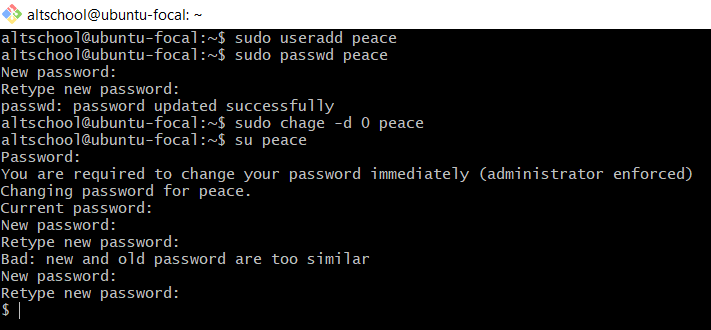 altschool@ubuntu-focal: ~
altschool@ubuntu-focal:~$ sudo useradd peace
altschool@ubuntu-focal:~$ sudo passwd peace
New password:
Retype new password:
passwd: password updated successfully
altschool@ubuntu-focal:~$ sudo chage -d 0 peace
altschool@ubuntu-focal:~$ su peace
Password:
You are required to change your password immediately (administrator enforced)
Changing password for peace.
Current password:
New password:
Retype new password:
Bad: new and old password are too similar
New password:
Retype new password:
$